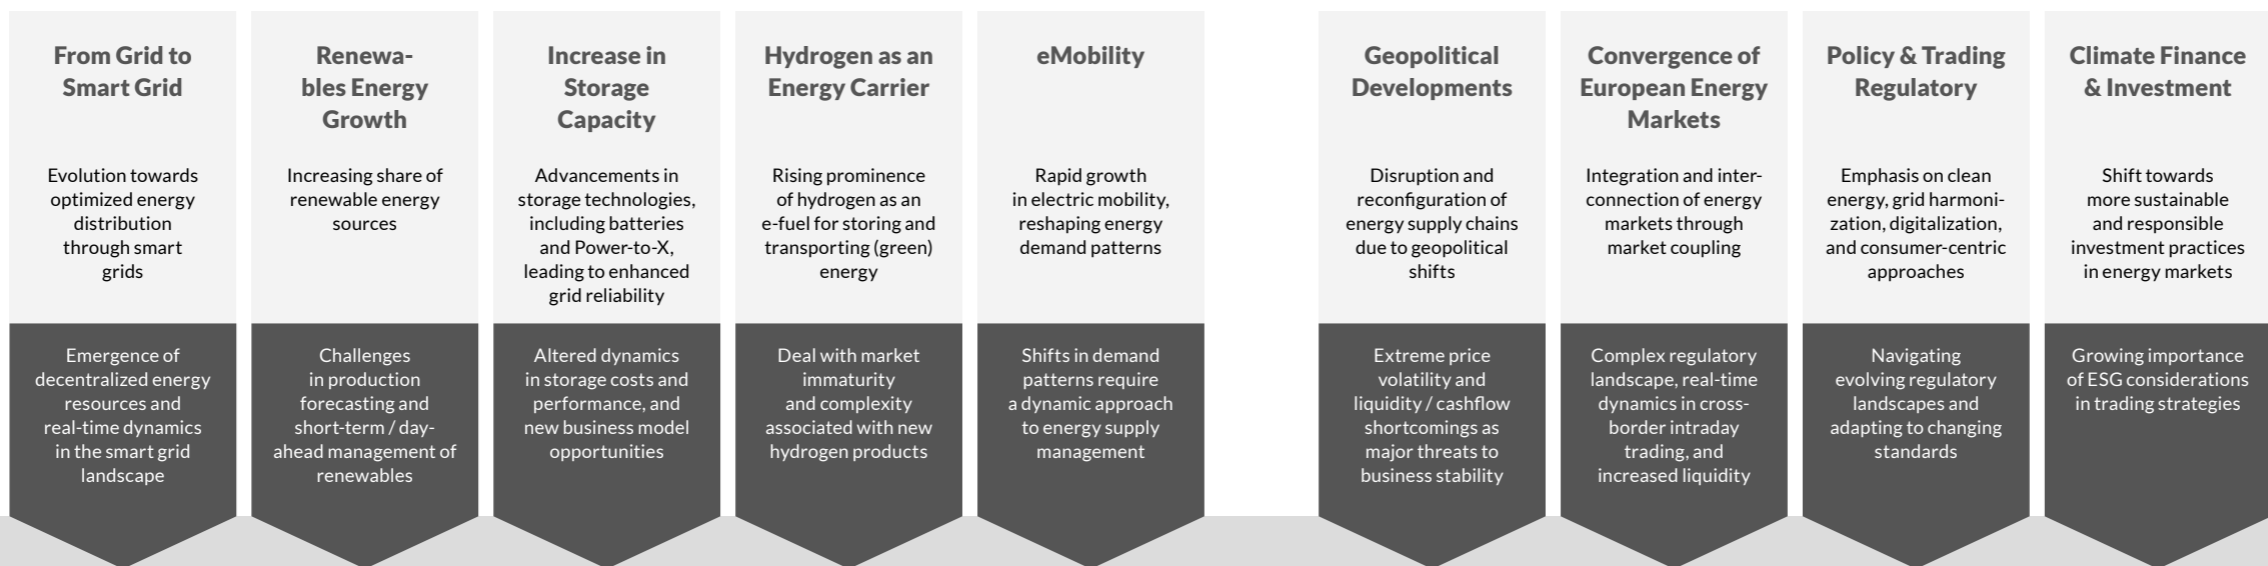 From Grid to
Smart Grid
Evolution towards
optimized energy
distribution
through smart
grids
Emergence of
decentralized energy
resources and
real-time dynamics
in the smart grid
landscape
Renewa-
bles Energy
Growth
Increasing share of
renewable energy
sources
Challenges
in production
forecasting and
short-term / day-
ahead management of
renewables
Increase in
Storage
Capacity
Advancements in
storage technologies,
including batteries
and Power-to-X,
leading to enhanced
grid reliability
Altered dynamics
in storage costs and
performance, and
new business model
opportunities
Hydrogen as an
Energy Carrier
Rising prominence
of hydrogen as an
e-fuel for storing and
transporting (green)
energy
Deal with market
immaturity
and complexity
associated with new
hydrogen products
eMobility
Rapid growth
in electric mobility,
reshaping energy
demand patterns
Shifts in demand
patterns require
a dynamic approach
to energy supply
management
Geopolitical
Developments
Disruption and
reconfiguration of
energy supply chains
due to geopolitical
shifts
Extreme price
volatility and
liquidity / cashflow
shortcomings as
major threats to
business stability
Convergence of
European Energy
Markets
Integration and inter-
connection of energy
markets through
market coupling
Complex regulatory
landscape, real-time
dynamics in cross-
border intraday
trading, and
increased liquidity
Policy & Trading
Regulatory
Emphasis on clean
energy, grid harmoni-
zation, digitalization,
and consumer-centric
approaches
Navigating
evolving regulatory
landscapes and
adapting to changing
standards
Climate Finance
& Investment
Shift towards
more sustainable
and responsible
investment practices
in energy markets
Growing importance
of ESG considerations
in trading strategies